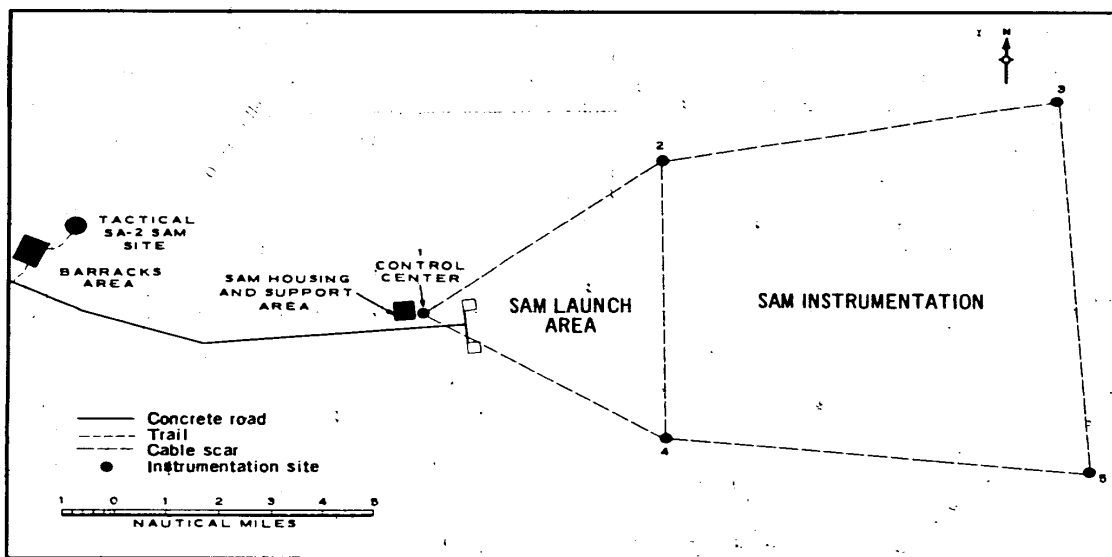 N
3
2
TACTICAL
SA-2 SAM
SITE
BARRACKS
AREA
1
CONTROL
CENTER
SAM HOUSING
AND SUPPORT
AREA
SAM LAUNCH
AREA
SAM INSTRUMENTATION
4
5
Concrete road
Trail
Cable scar
Instrumentation site
1 0 1 2 3 4 5
NAUTICAL MILES